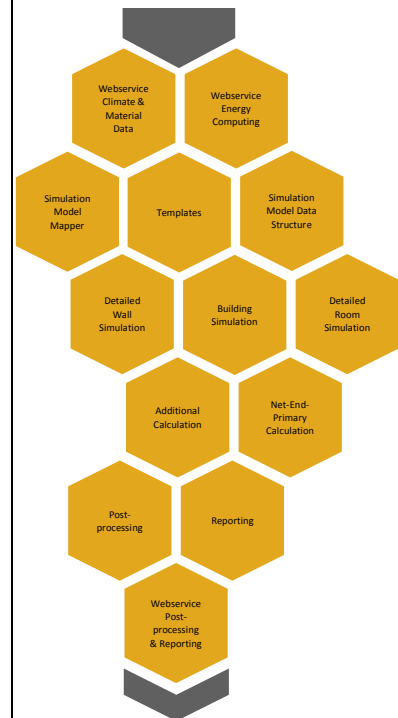 Webservice
Climate &
Material
Data
Webservice
Energy
Computing
Simulation
Model
Mapper
Templates
Simulation
Model Data
Structure
Detailed
Wall
Simulation
Building
Simulation
Detailed
Room
Simulation
Additional
Calculation
Net-End-
Primary
Calculation
Post-
processing
Reporting
Webservice
Post-
processing
& Reporting